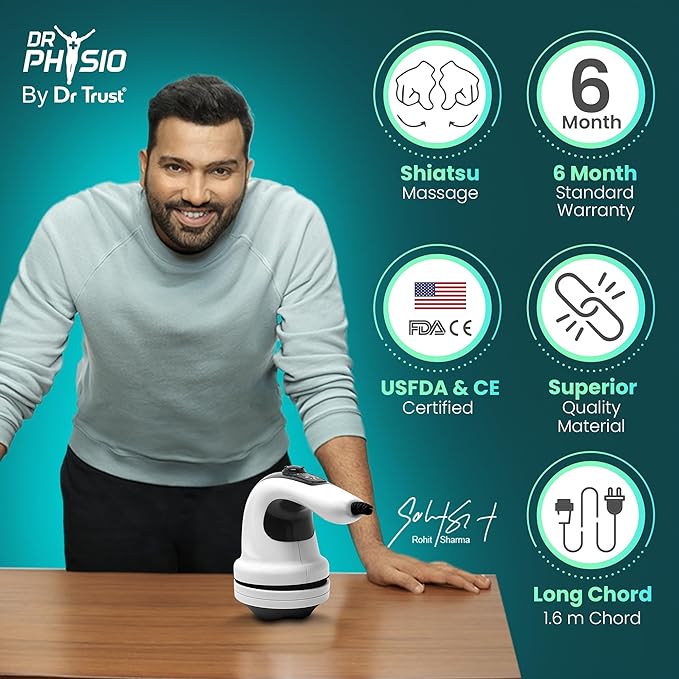 DR
PHYSIO
By Dr Trust®
Shiatsu
Massage
6
Month
6 Month
Standard
Warranty
FDA CE
USFDA & CE
Certified
Superior
Quality
Material
Rohit Sharma
Long Chord
1.6 m Chord